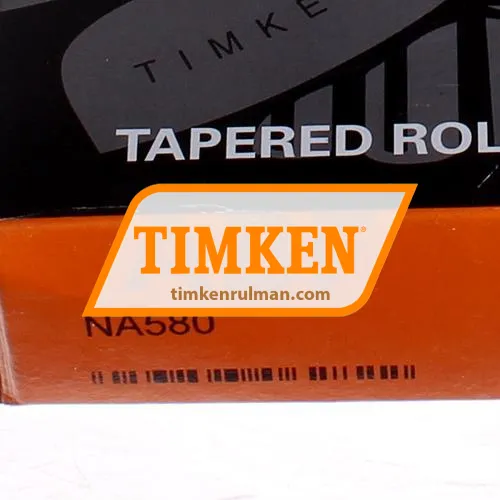 TIMKE
TAPERED ROL
TIMKEN®
timkenrulman.com
NA580